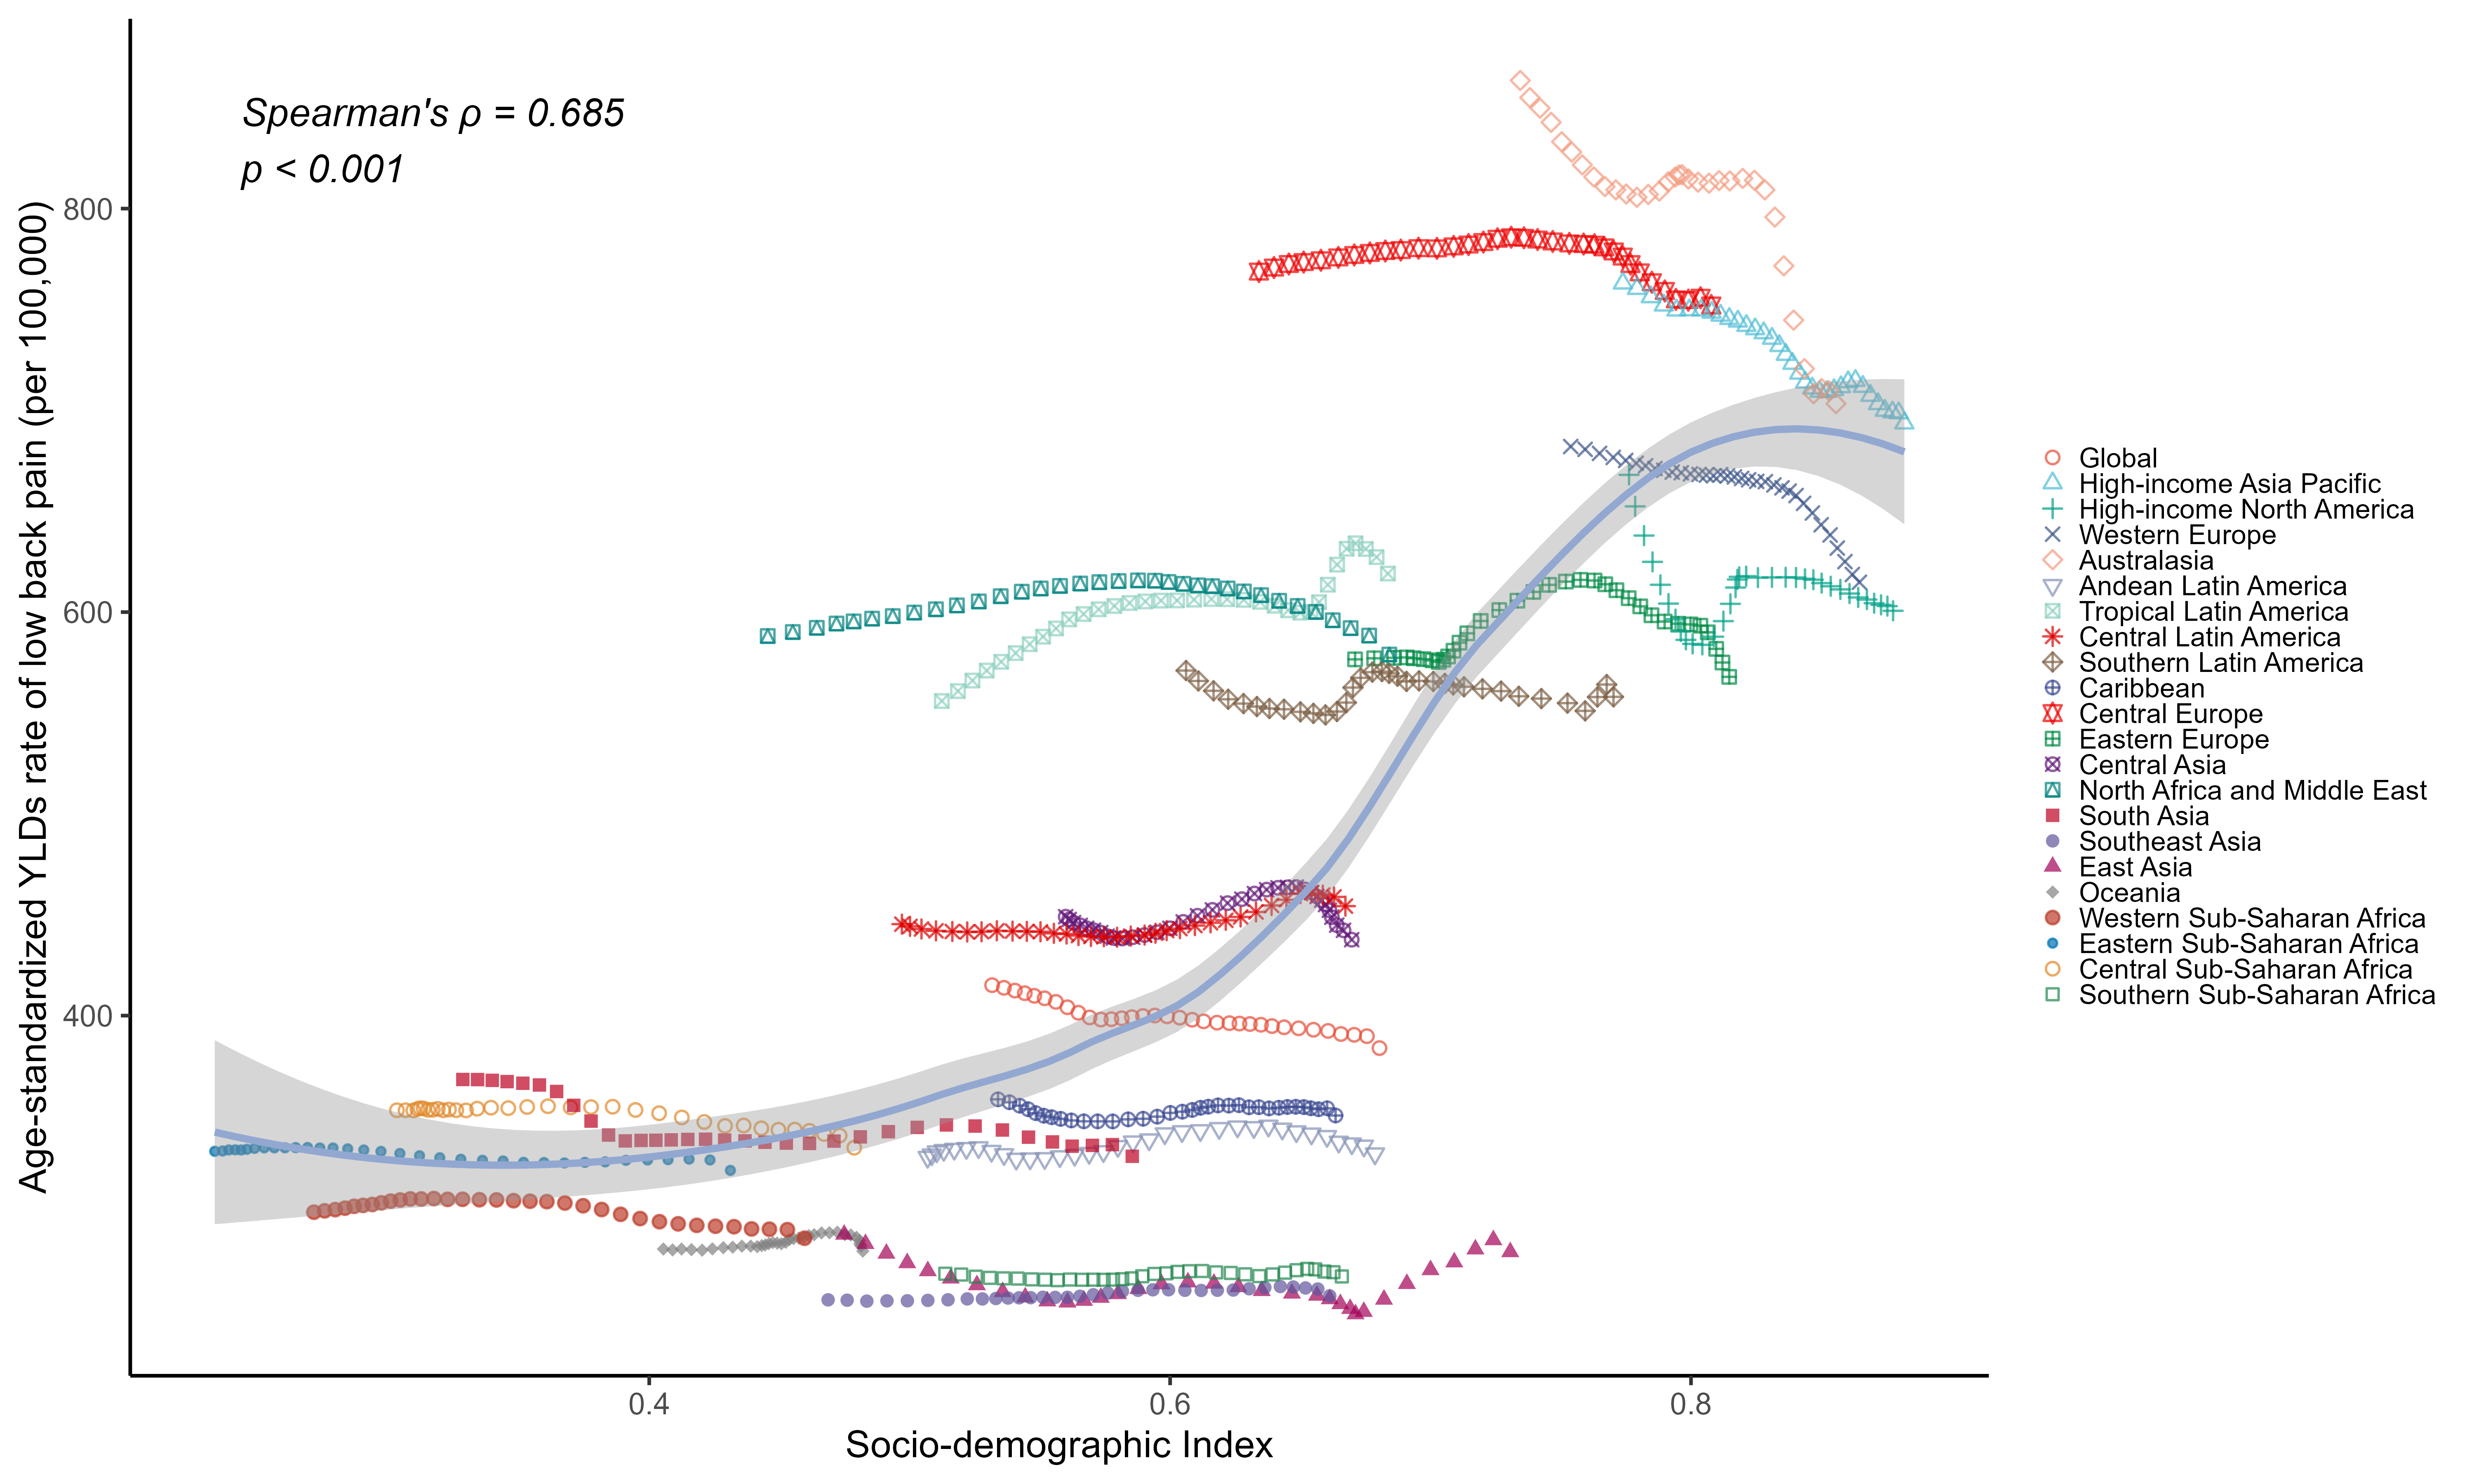 Spearman's ρ = 0.685
p < 0.001
Age-standardized YLDs rate of low back pain (per 100,000)
800
600
400
0.4 0.6 0.8
Socio-demographic Index
Global
High-income Asia Pacific
High-income North America
Western Europe
Australasia
Andean Latin America
Tropical Latin America
Central Latin America
Southern Latin America
Caribbean
Central Europe
Eastern Europe
Central Asia
North Africa and Middle East
South Asia
Southeast Asia
East Asia
Oceania
Western Sub-Saharan Africa
Eastern Sub-Saharan Africa
Central Sub-Saharan Africa
Southern Sub-Saharan Africa